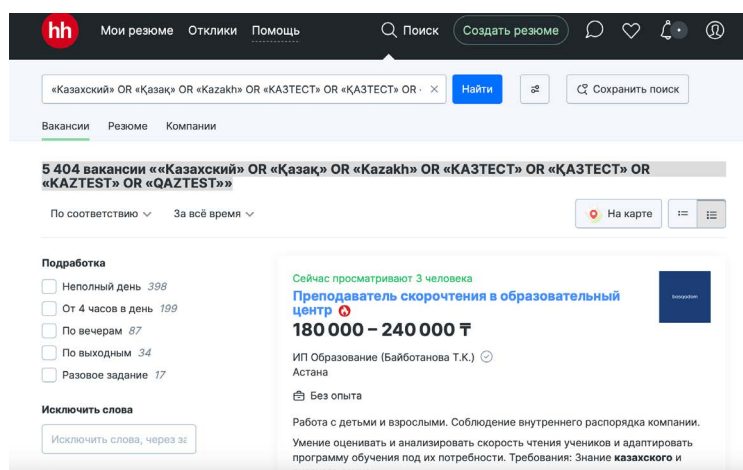 hh Мои резюме Отклики Помощь Поиск Создать резюме
«Казахский» OR «Қазақ» OR «Kazakh» OR «КАЗТЕСТ» OR «ҚАЗТЕСТ» OR Найти Сохранить поиск
Вакансии Резюме Компании
5 404 вакансии ««Казахский» OR «Қазақ» OR «Kazakh» OR «КАЗТЕСТ» OR «ҚАЗТЕСТ» OR
«KAZTEST» OR «QAZTEST»»
По соответствию За всё время На карте
Подработка
Неполный день 398
От 4 часов в день 199
По вечерам 87
По выходным 34
Разовое задание 17
Исключить слова
Исключить слова, через за
Сейчас просматривают 3 человека
Преподаватель скорочтения в образовательный
центр
180 000 – 240 000 ₸
ИП Образование (Байботанова Т.К.)
Астана
Без опыта
Работа с детьми и взрослыми. Соблюдение внутреннего распорядка компании.
Умение оценивать и анализировать скорость чтения учеников и адаптировать
программу обучения под их потребности. Требования: Знание казахского и